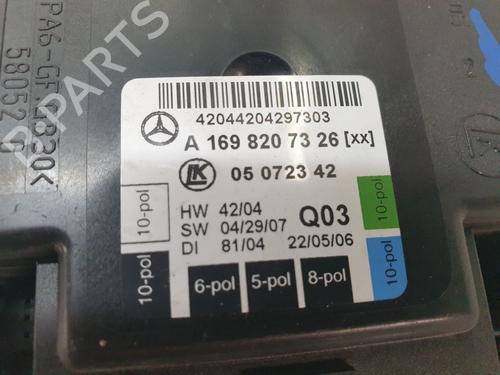 PA6-GF
58052
B-PARTS
42044204297303
A 169 820 73 26 [xx]
LK
05 0723 42
HW 42/04
SW 04/29/07
DI 81/04 22/05/06
Q03
10-pol
10-pol
10-pol
10-pol
6-pol
5-pol
8-pol